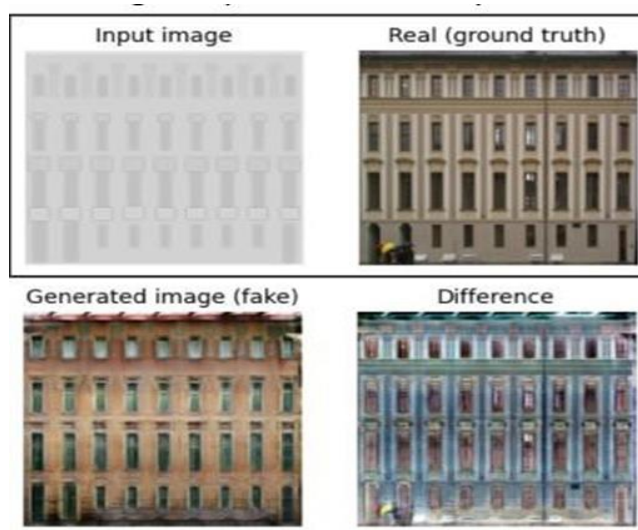 Input image
Real (ground truth)
Generated image (fake)
Difference